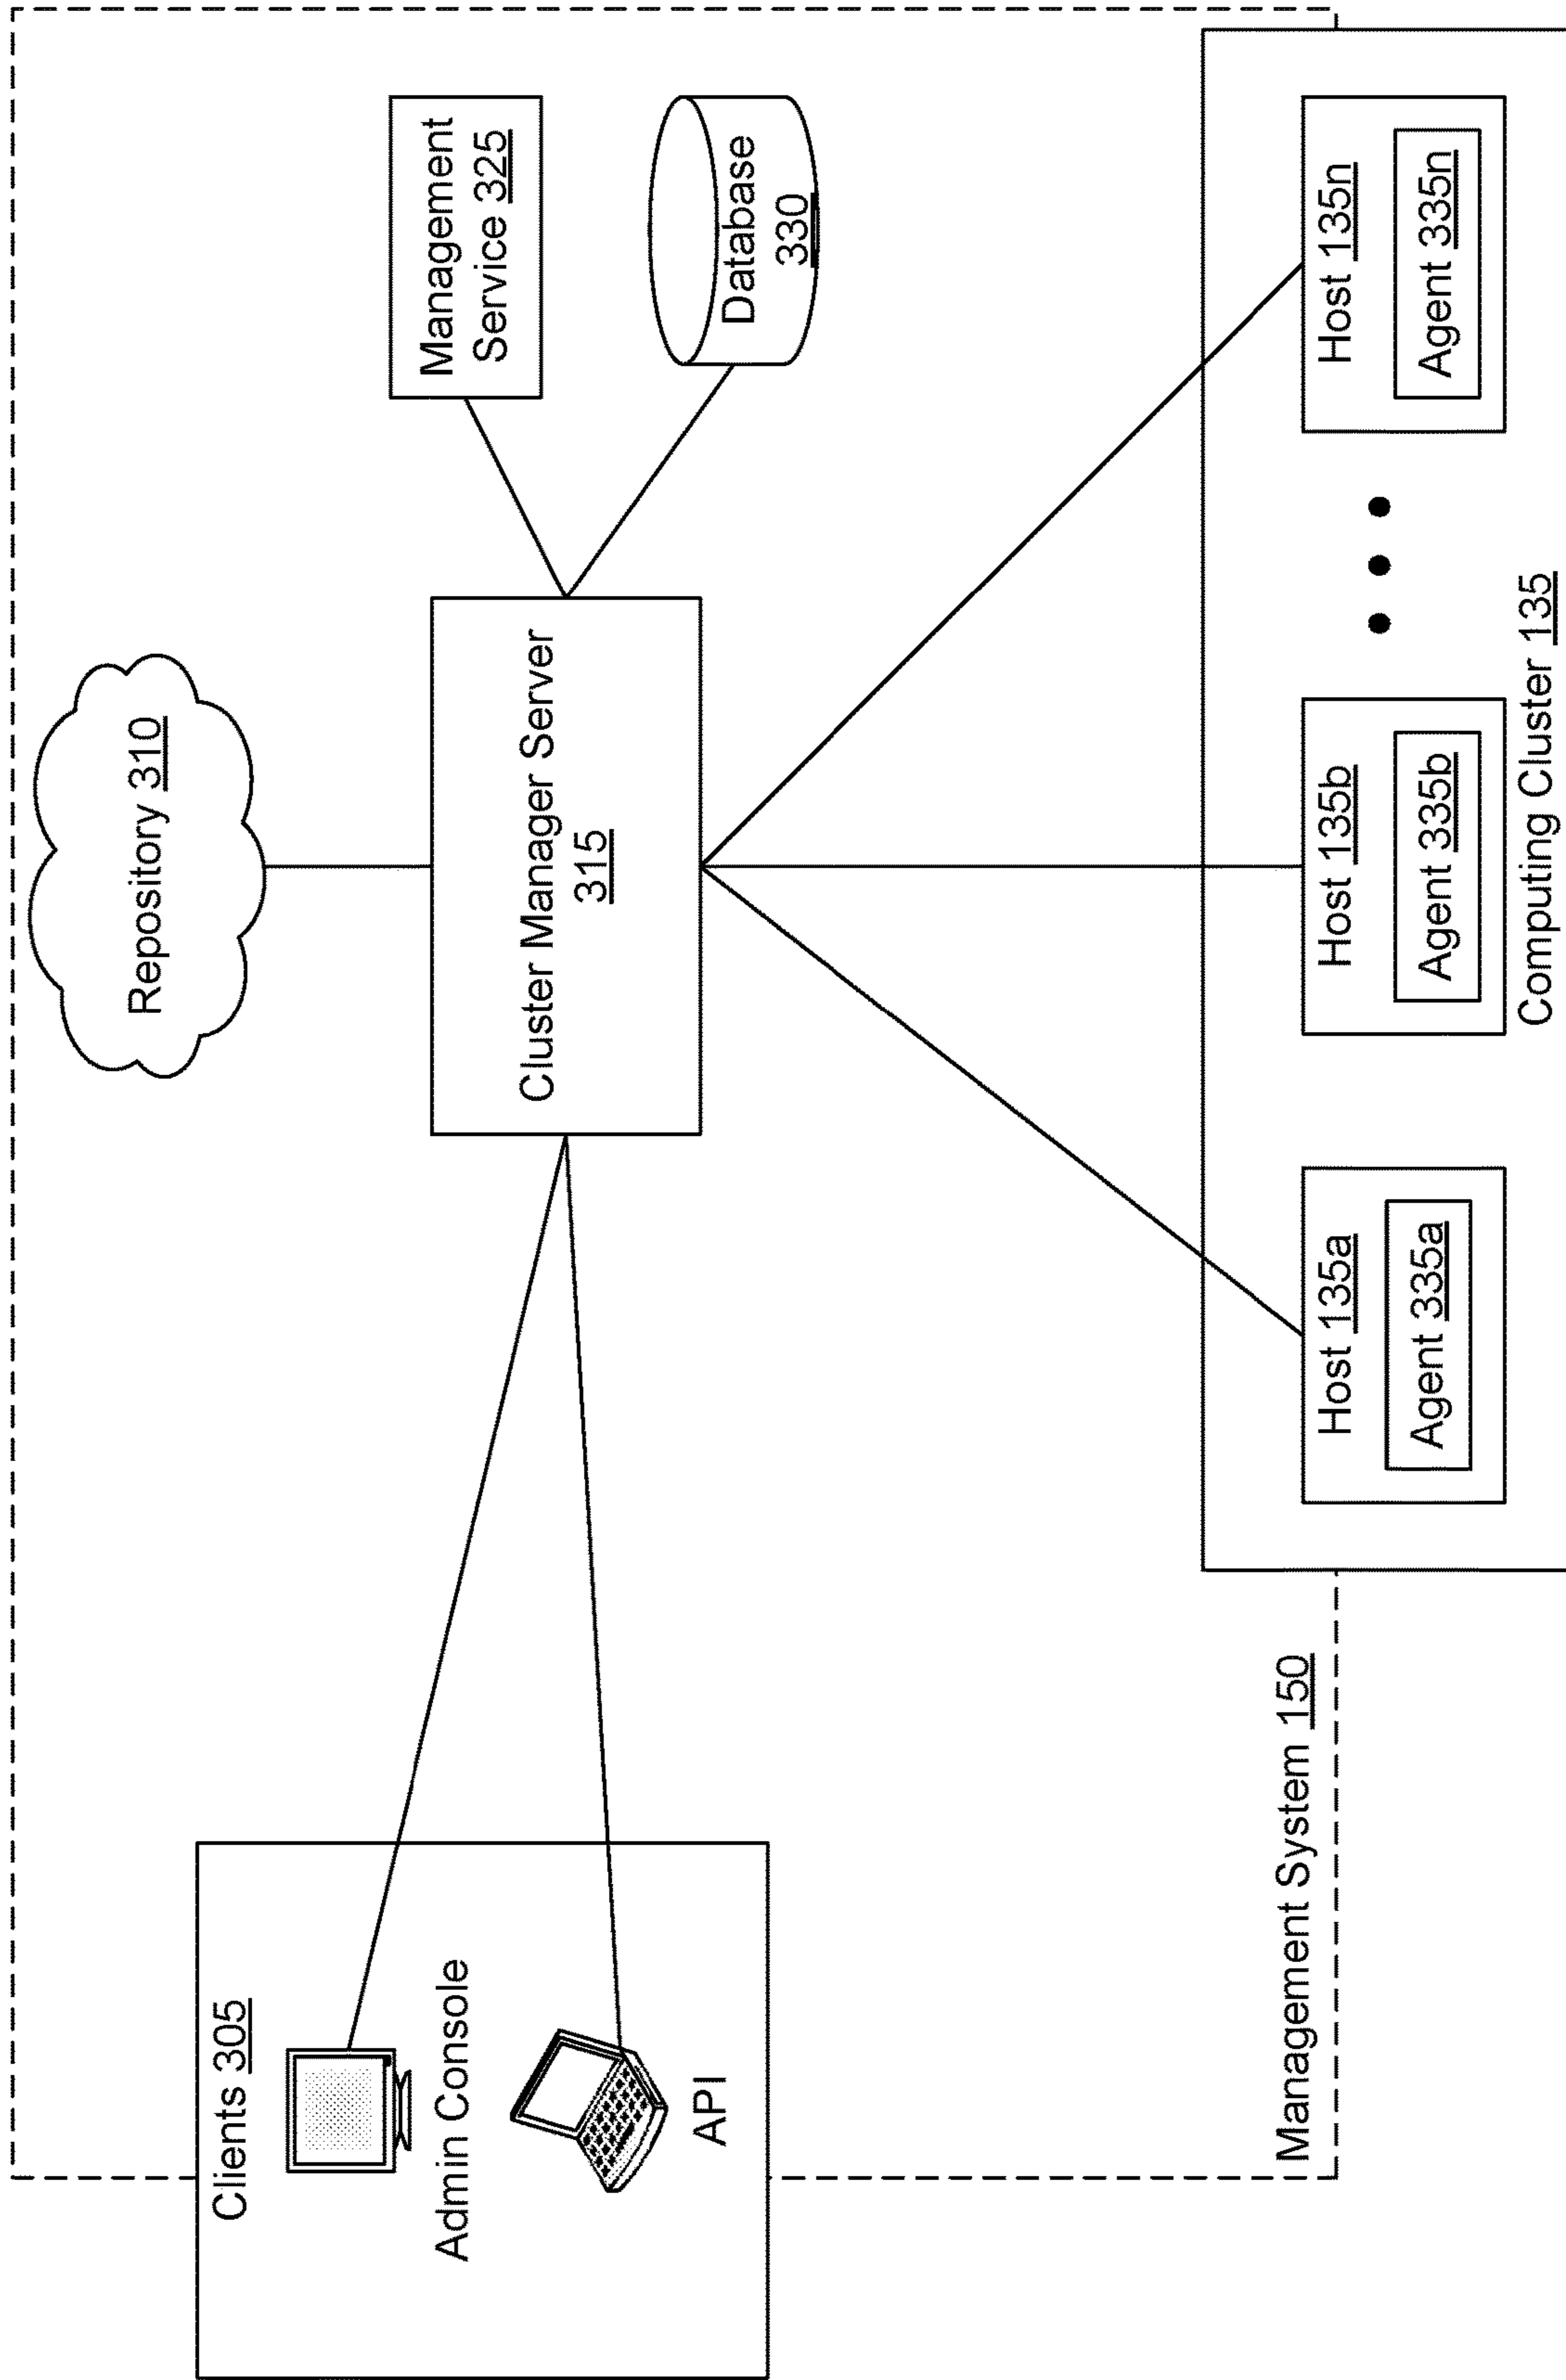 Repository 310
Clients 305
Admin Console
API
Cluster Manager Server
315
Management
Service 325
Database
330
Management System 150
Host 135a
Agent 335a
Host 135b
Agent 335b
Host 135n
Agent 335n
Computing Cluster 135